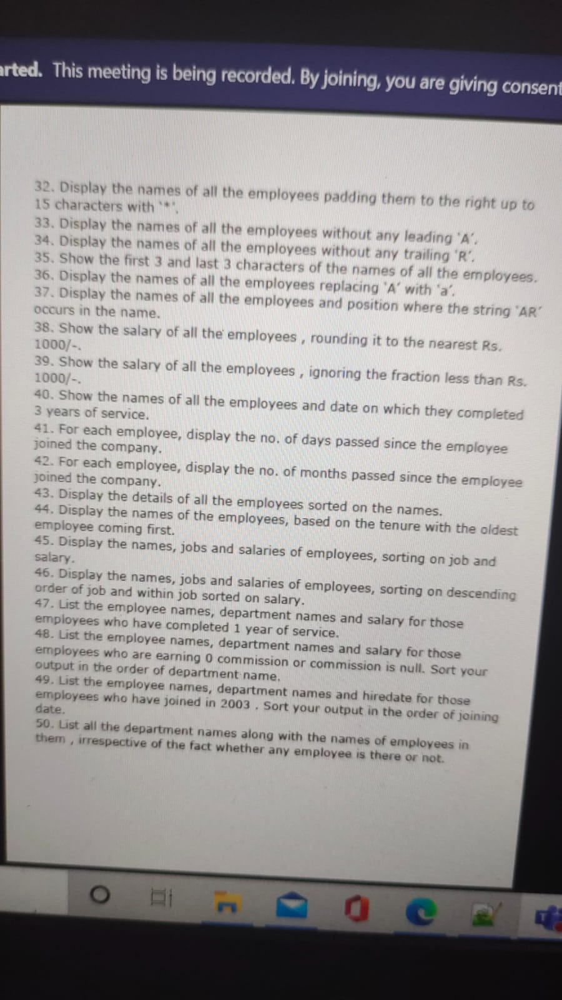 arted. This meeting is being recorded. By joining, you are giving consent
32. Display the names of all the employees padding them to the right up to
15 characters with '*'.
33. Display the names of all the employees without any leading 'A'.
34. Display the names of all the employees without any trailing 'R'.
35. Show the first 3 and last 3 characters of the names of all the employees.
36. Display the names of all the employees replacing 'A' with 'a'.
37. Display the names of all the employees and position where the string 'AR'
occurs in the name.
38. Show the salary of all the employees , rounding it to the nearest Rs.
1000/-.
39. Show the salary of all the employees , ignoring the fraction less than Rs.
1000/-.
40. Show the names of all the employees and date on which they completed
3 years of service.
41. For each employee, display the no. of days passed since the employee
joined the company.
42. For each employee, display the no. of months passed since the employee
joined the company.
43. Display the details of all the employees sorted on the names.
44. Display the names of the employees, based on the tenure with the oldest
employee coming first.
45. Display the names, jobs and salaries of employees, sorting on job and
salary.
46. Display the names, jobs and salaries of employees, sorting on descending
order of job and within job sorted on salary.
47. List the employee names, department names and salary for those
employees who have completed 1 year of service.
48. List the employee names, department names and salary for those
employees who are earning 0 commission or commission is null. Sort your
output in the order of department name.
49. List the employee names, department names and hiredate for those
employees who have joined in 2003 . Sort your output in the order of joining
date.
50. List all the department names along with the names of employees in
them , irrespective of the fact whether any employee is there or not.